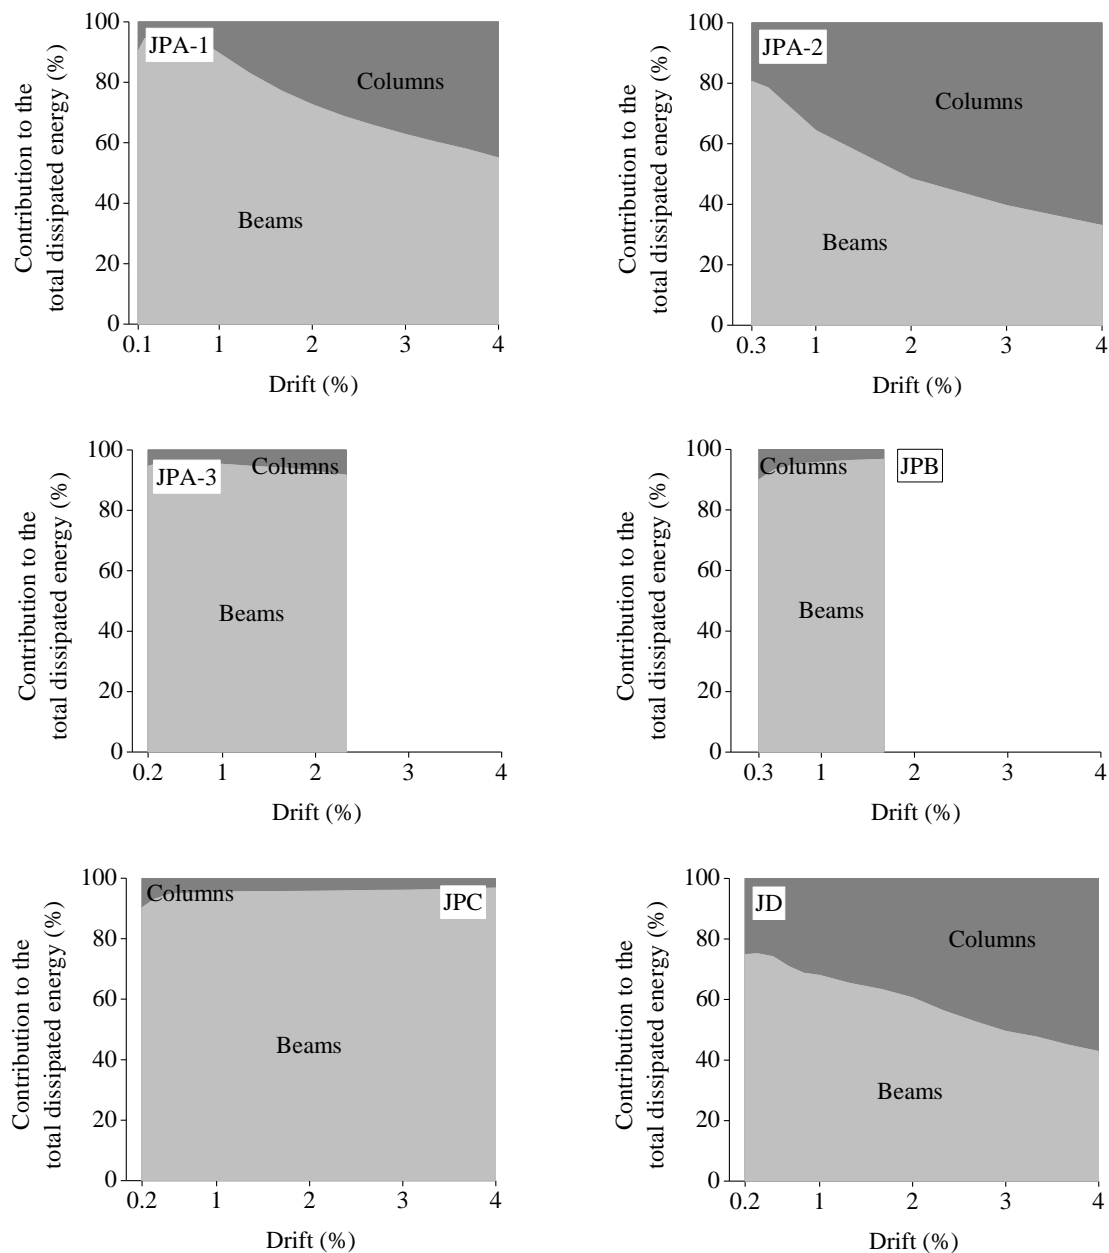 100
80
60
40
20
0
Contribution to the
total dissipated energy (%)
JPA-1
Columns
Beams
0.1 1 2 3 4
Drift (%)
100
80
60
40
20
0
Contribution to the
total dissipated energy (%)
JPA-2
Columns
Beams
0.3 1 2 3 4
Drift (%)
100
80
60
40
20
0
Contribution to the
total dissipated energy (%)
JPA-3
Columns
Beams
0.2 1 2 3 4
Drift (%)
100
80
60
40
20
0
Contribution to the
total dissipated energy (%)
Columns
JPB
Beams
0.3 1 2 3 4
Drift (%)
100
80
60
40
20
0
Contribution to the
total dissipated energy (%)
Columns
JPC
Beams
0.2 1 2 3 4
Drift (%)
100
80
60
40
20
0
Contribution to the
total dissipated energy (%)
JD
Columns
Beams
0.2 1 2 3 4
Drift (%)